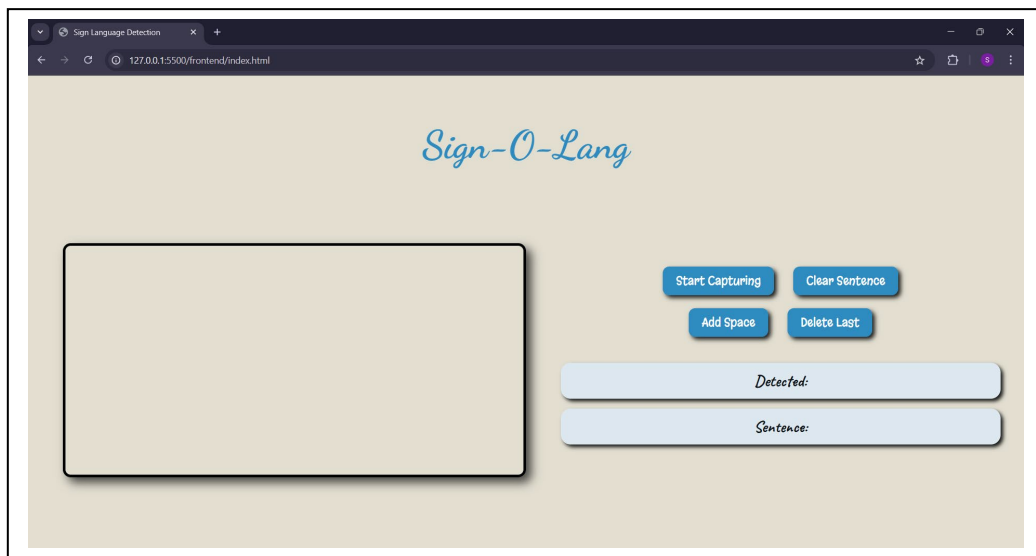 Sign Language Detection
127.0.0.1:5500/frontend/index.html
S
Sign-O-Lang
Start Capturing Clear Sentence
Add Space Delete Last
Detected:
Sentence: